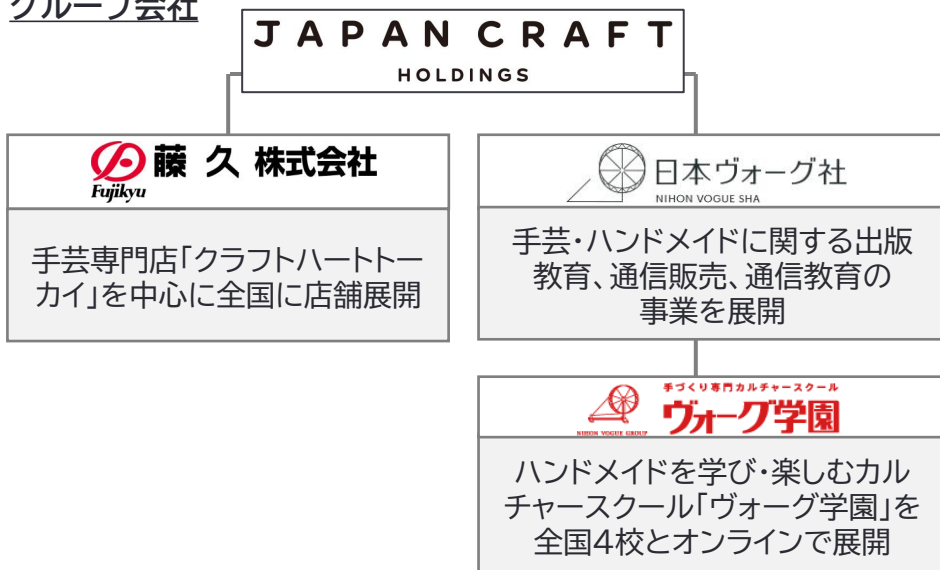 グループ会社
JAPAN CRAFT
HOLDINGS
Fujikyu
藤久株式会社
手芸専門店「クラフトハートトー
カイ」を中心に全国に店舗展開
日本ヴォーグ社
NIHON VOGUE SHA
手芸・ハンドメイドに関する出版
教育、通信販売、通信教育の
事業を展開
手づくり専門カルチャースクール
NIHON VOGUE GROUP
ヴォーグ学園
ハンドメイドを学び・楽しむカル
チャースクール「ヴォーグ学園」を
全国4校とオンラインで展開